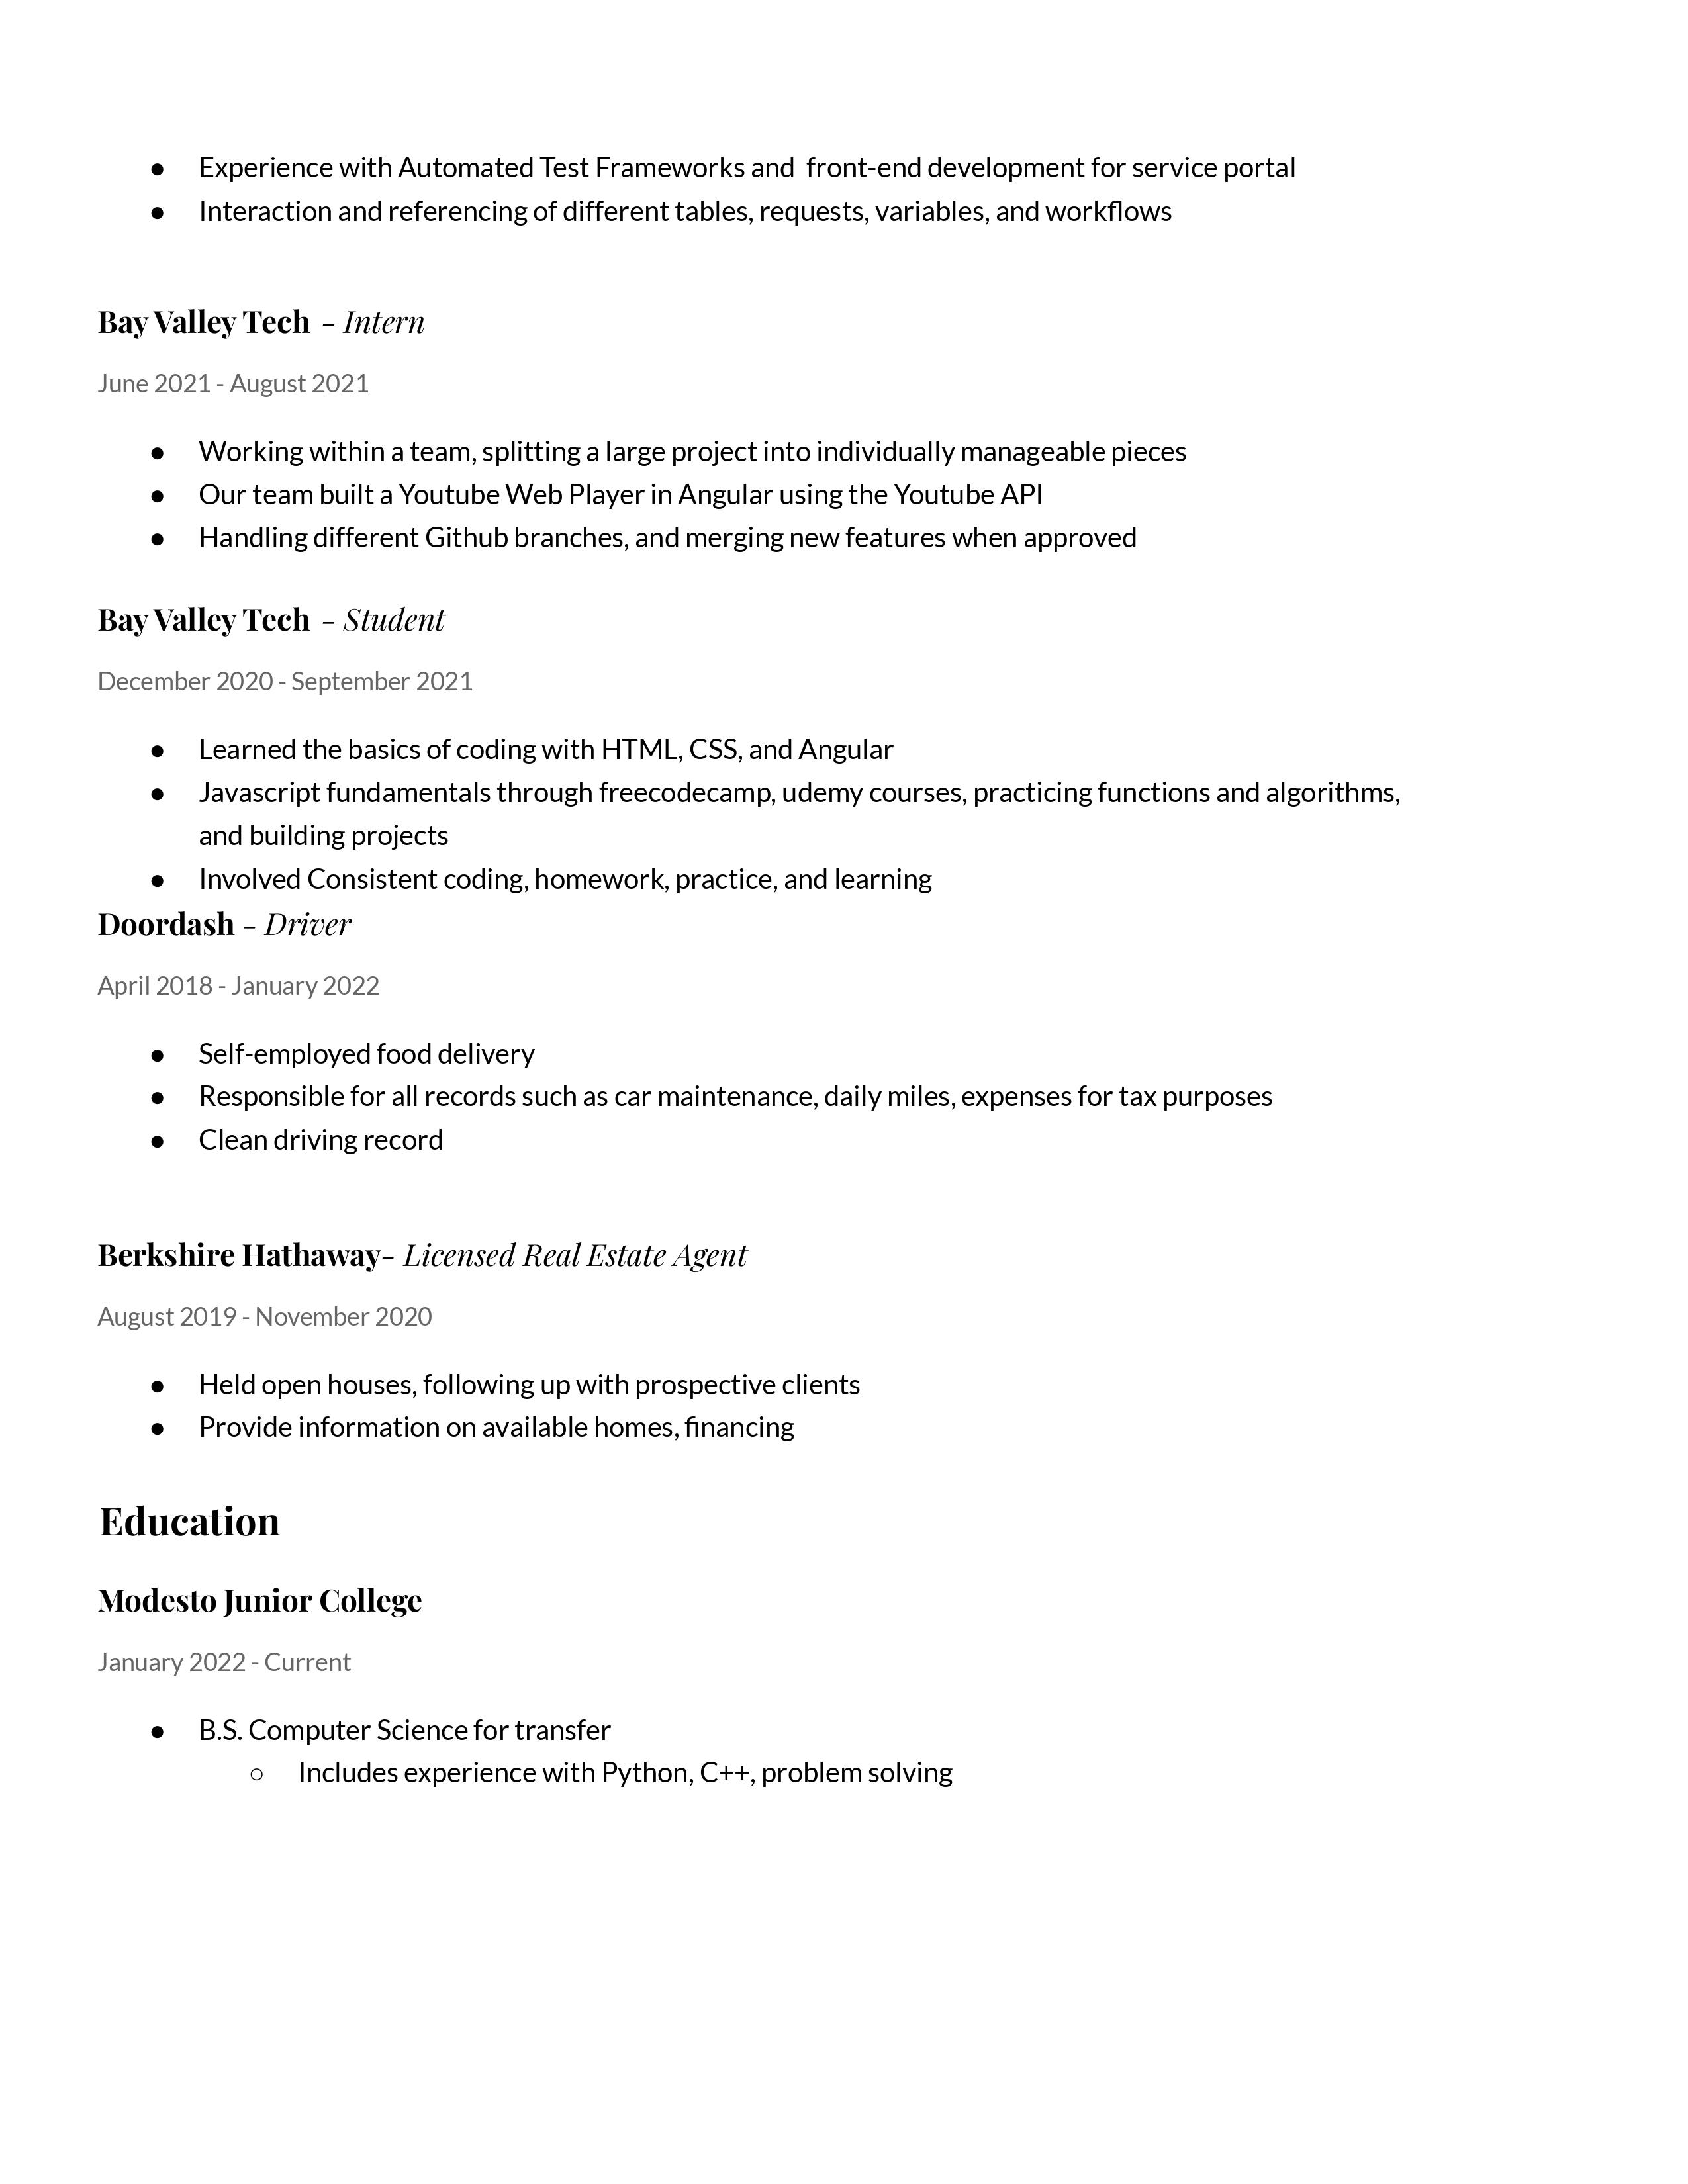 ● Experience with Automated Test Frameworks and  front-end development for service portal
● Interaction and referencing of different tables, requests, variables, and workflows
Bay Valley Tech - Intern
June 2021 - August 2021
● Working within a team, splitting a large project into individually manageable pieces
● Our team built a Youtube Web Player in Angular using the Youtube API
● Handling different Github branches, and merging new features when approved
Bay Valley Tech - Student
December 2020 - September 2021
● Learned the basics of coding with HTML, CSS, and Angular
● Javascript fundamentals through freecodecamp, udemy courses, practicing functions and algorithms,
and building projects
● Involved Consistent coding, homework, practice, and learning
Doordash - Driver
April 2018 - January 2022
● Self-employed food delivery
● Responsible for all records such as car maintenance, daily miles, expenses for tax purposes
● Clean driving record
Berkshire Hathaway- Licensed Real Estate Agent
August 2019 - November 2020
● Held open houses, following up with prospective clients
● Provide information on available homes, financing
Education
Modesto Junior College
January 2022 - Current
● B.S. Computer Science for transfer
○ Includes experience with Python, C++, problem solving